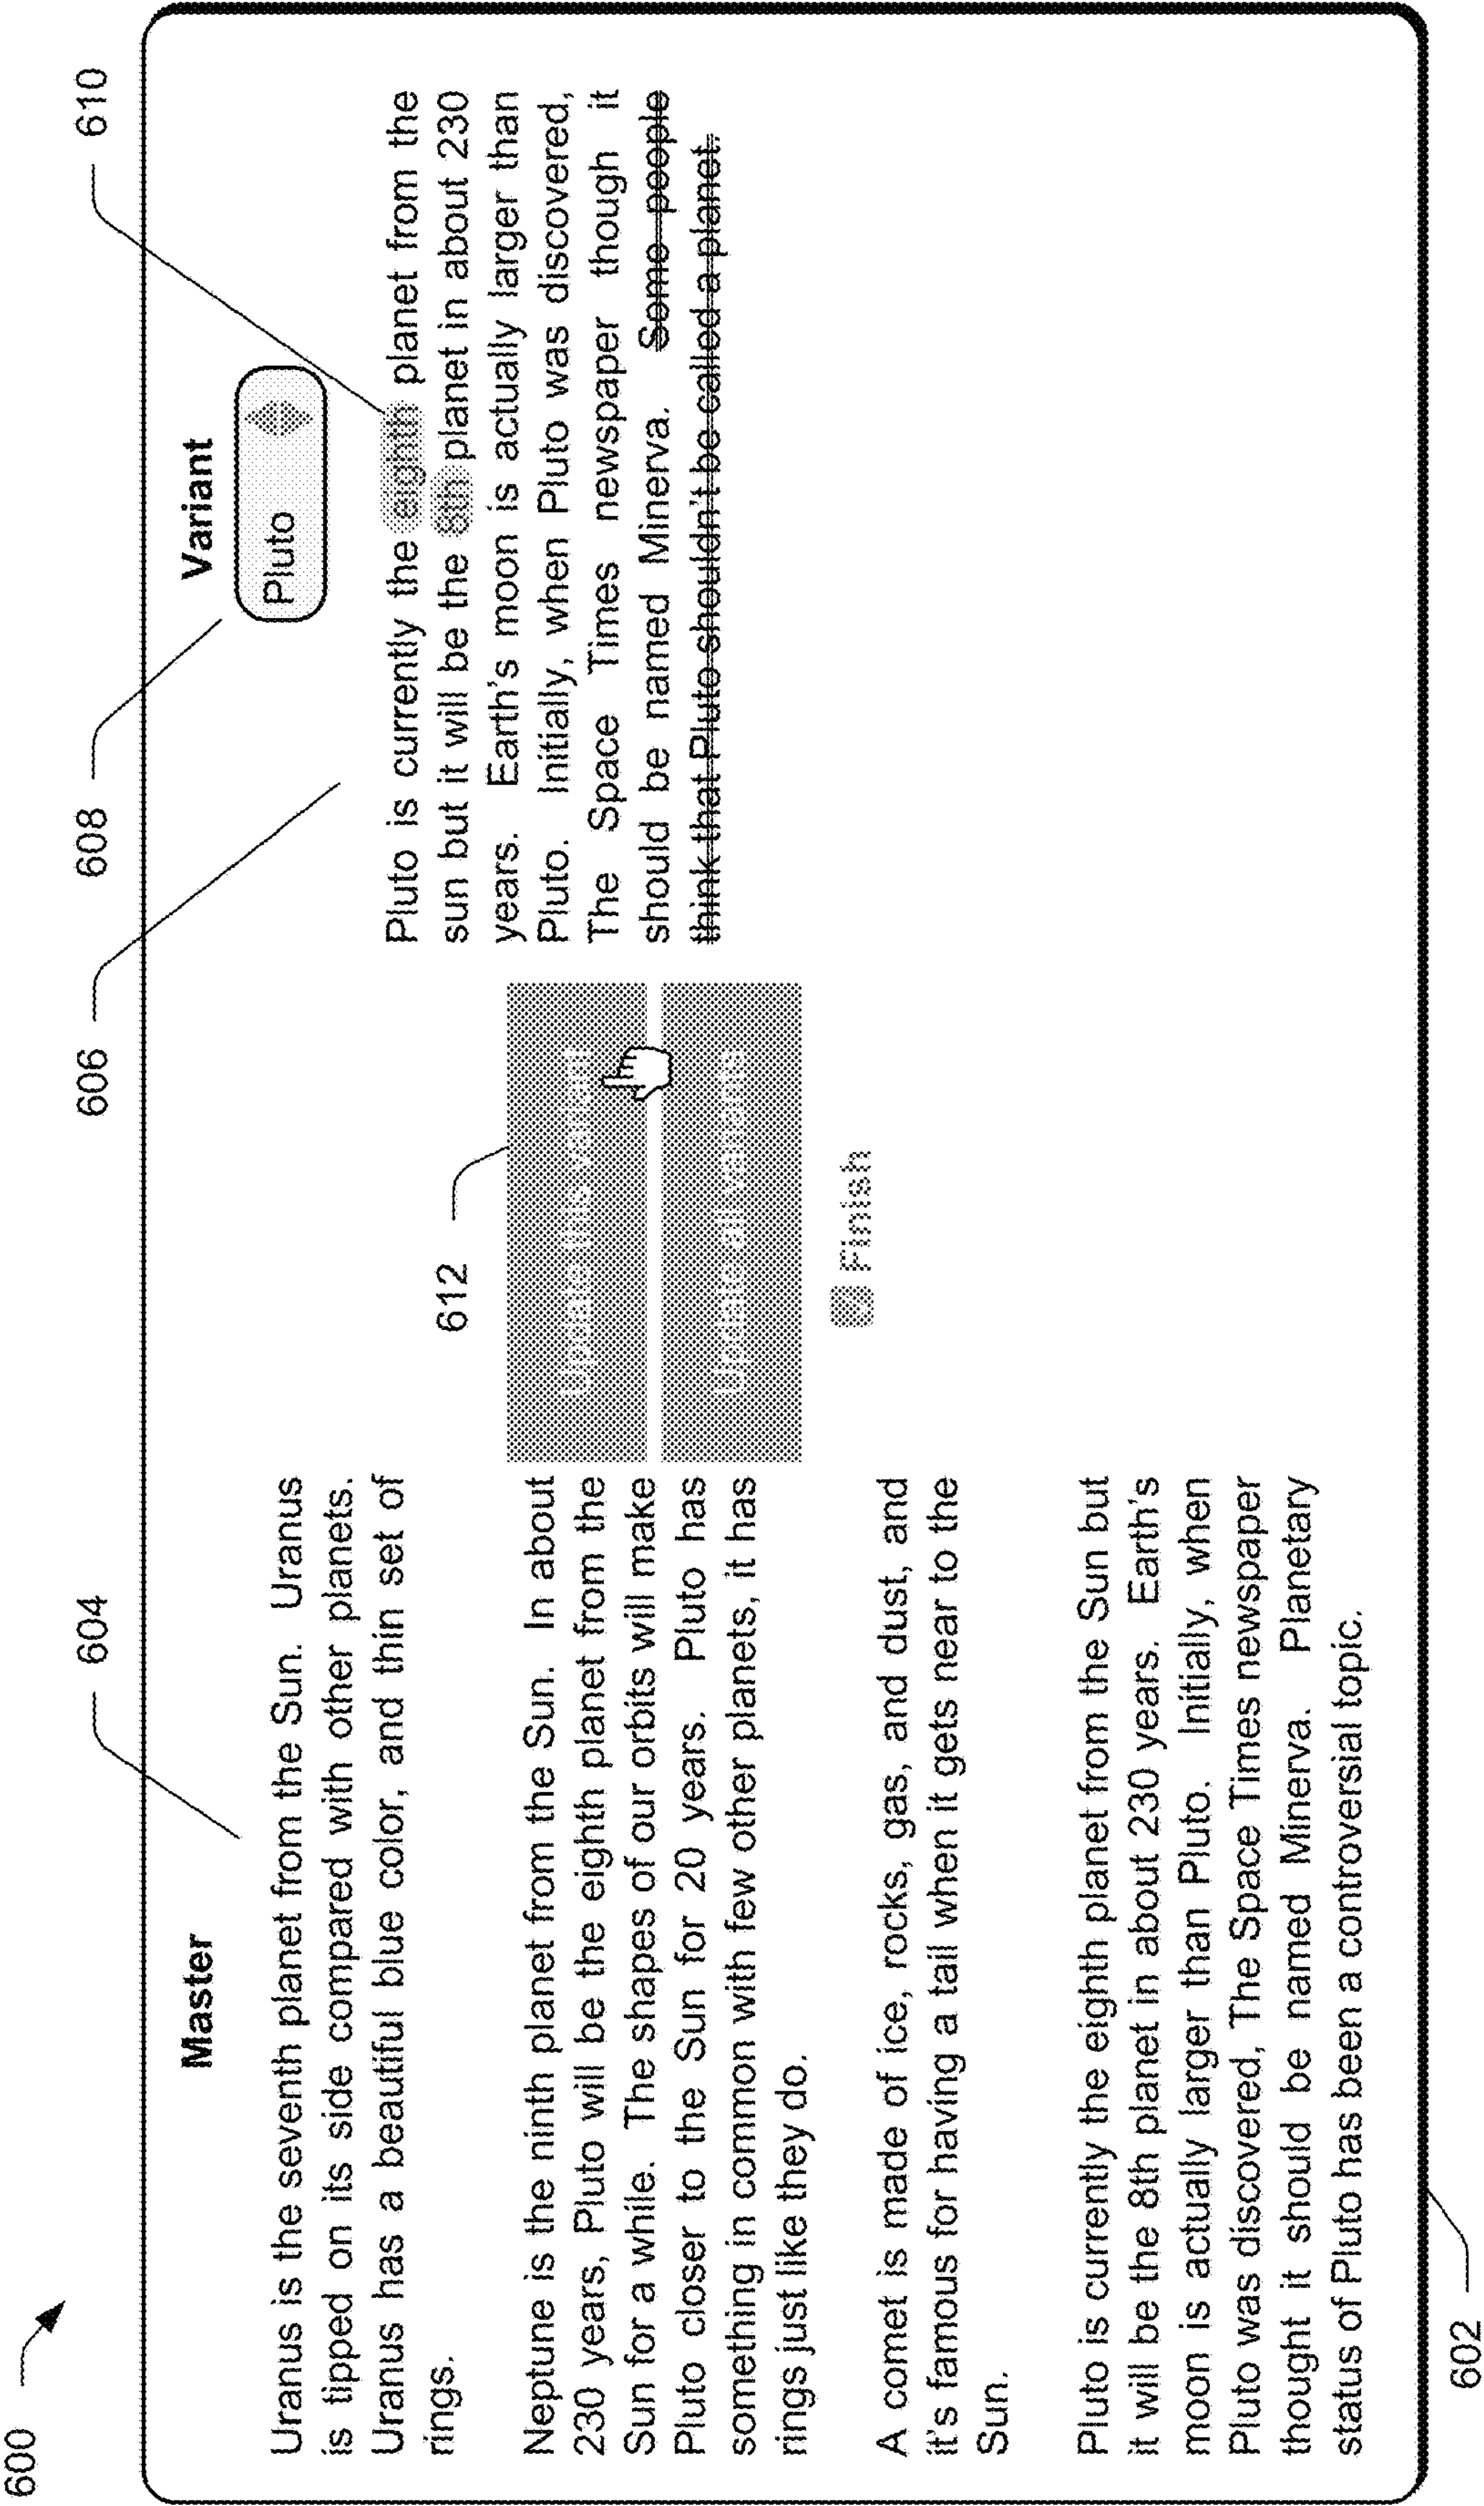 600
604
606
608
610
Master
Uranus is the seventh planet from the Sun. Uranus
is tipped on its side compared with other planets.
Uranus has a beautiful blue color, and thin set of
rings.
Neptune is the ninth planet from the Sun. In about
230 years, Pluto will be the eighth planet from the
Sun for a while. The shapes of our orbits will make
Pluto closer to the Sun for 20 years. Pluto has
something in common with few other planets, it has
rings just like they do.
A comet is made of ice, rocks, gas, and dust, and
it's famous for having a tail when it gets near to the
Sun.
Pluto is currently the eighth planet from the Sun but
it will be the 8th planet in about 230 years. Earth's
moon is actually larger than Pluto. Initially, when
Pluto was discovered, The Space Times newspaper
thought it should be named Minerva. Planetary
status of Pluto has been a controversial topic.
612
Update this variant
Update all variants
Finish
Variant
Pluto
Pluto is currently the eighth planet from the
sun but it will be the 8th planet in about 230
years. Earth's moon is actually larger than
Pluto. Initially, when Pluto was discovered,
The Space Times newspaper though it
should be named Minerva. Some people
think that Pluto shouldn't be called a planet.
602